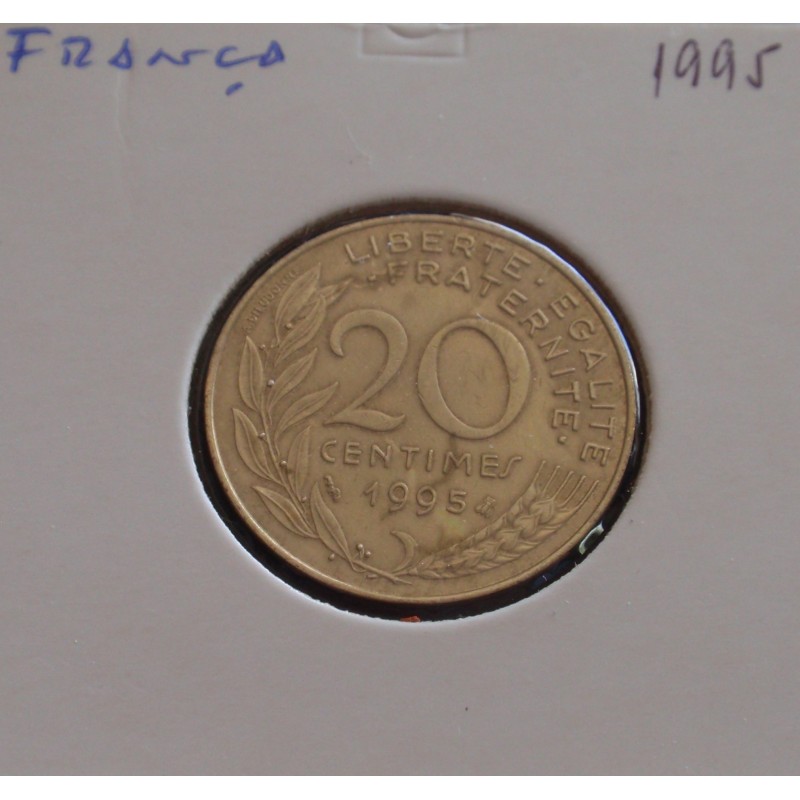 FRANÇA 1995
LIBERTE · EGALITE
FRATERNITE ·
20
CENTIMES
1995